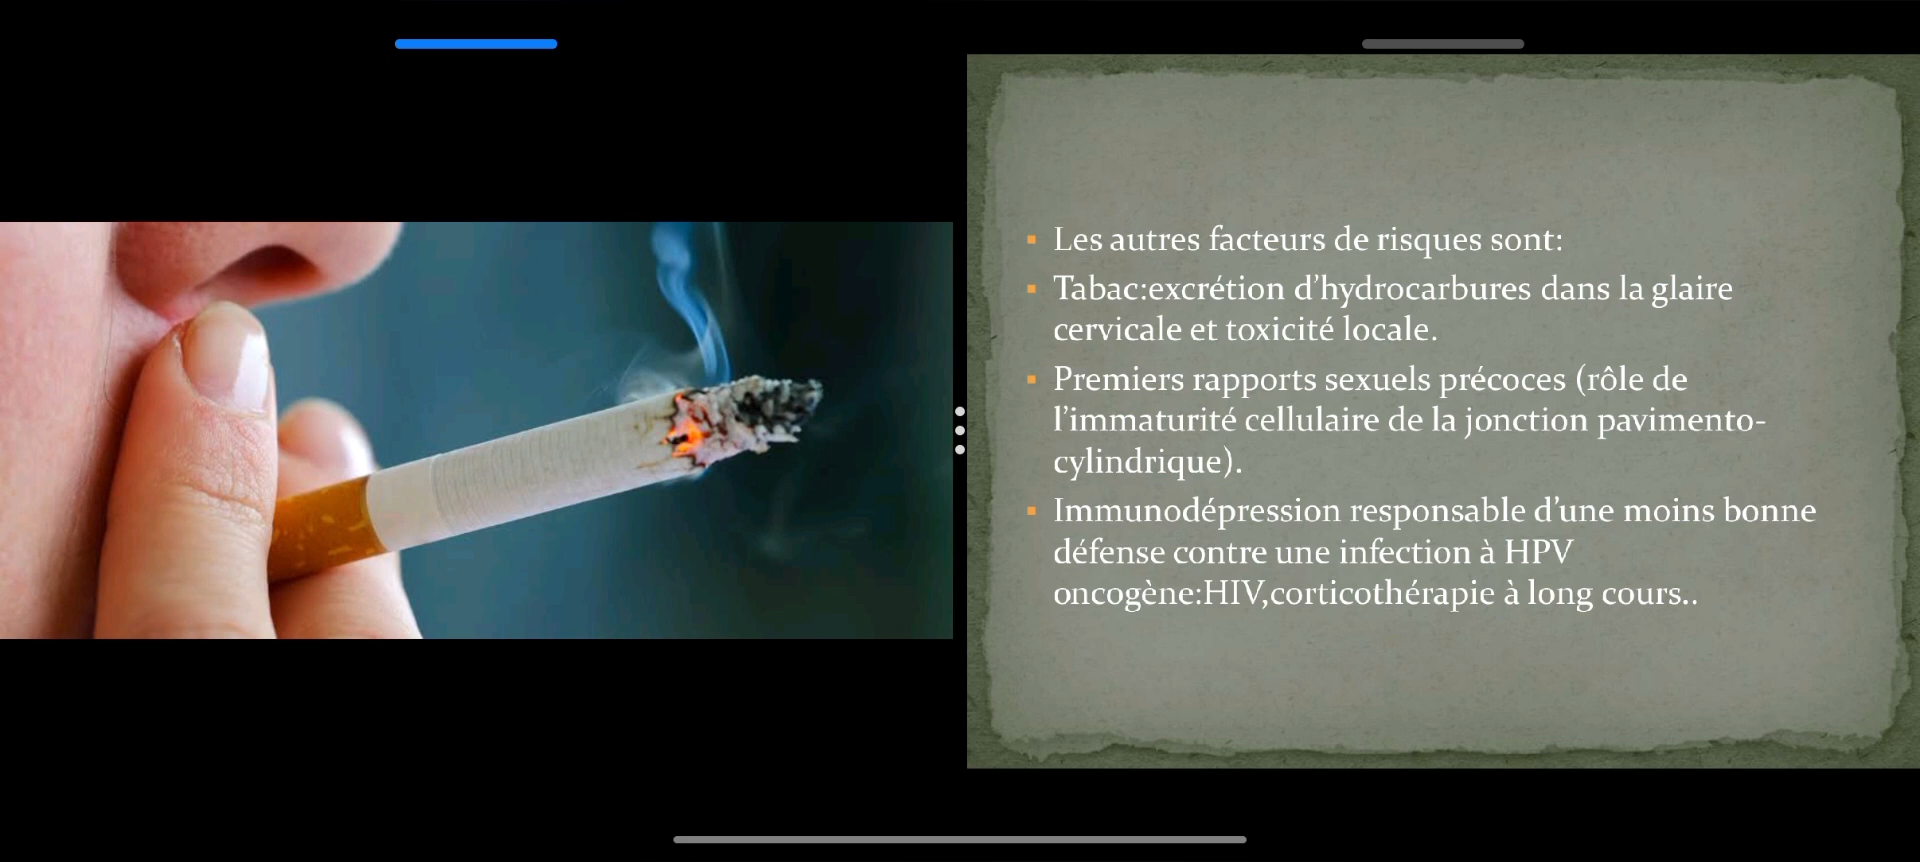 Les autres facteurs de risques sont:
Tabac:excrétion d’hydrocarbures dans la glaire
cervicale et toxicité locale.
Premiers rapports sexuels précoces (rôle de
l’immaturité cellulaire de la jonction pavimento-
cylindrique).
Immunodépression responsable d’une moins bonne
défense contre une infection à HPV
oncogène:HIV,corticothérapie à long cours..